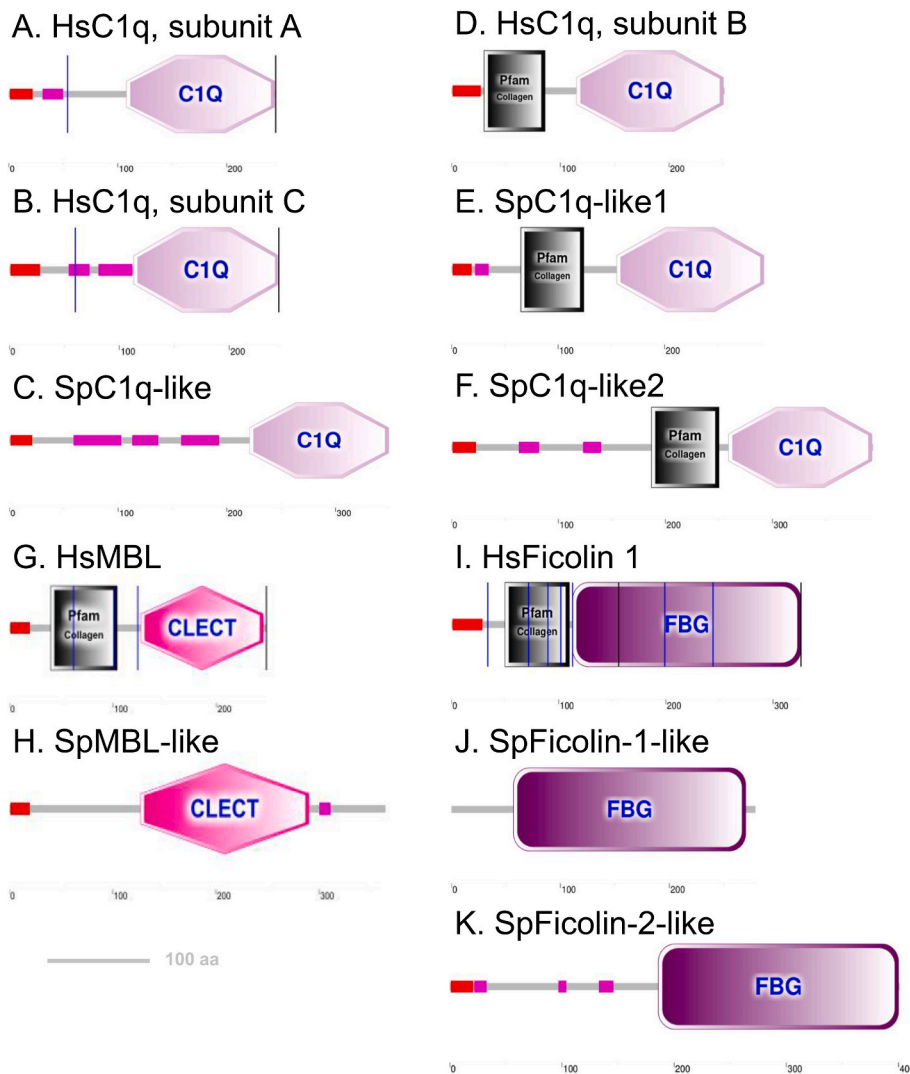 A. HsC1q, subunit A
C1Q
0 100 200
B. HsC1q, subunit C
C1Q
0 100 200
C. SpC1q-like
C1Q
0 100 200 300
G. HsMBL
Pfam
Collagen
CLECT
0 100 200
H. SpMBL-like
CLECT
0 100 200 300
100 aa
D. HsC1q, subunit B
Pfam
Collagen
C1Q
0 100 200
E. SpC1q-like1
Pfam
Collagen
C1Q
0 100 200
F. SpC1q-like2
Pfam
Collagen
C1Q
0 100 200 300
I. HsFicolin 1
Pfam
Collagen
FBG
0 100 200 300
J. SpFicolin-1-like
FBG
0 100 200
K. SpFicolin-2-like
FBG
0 100 200 300 40